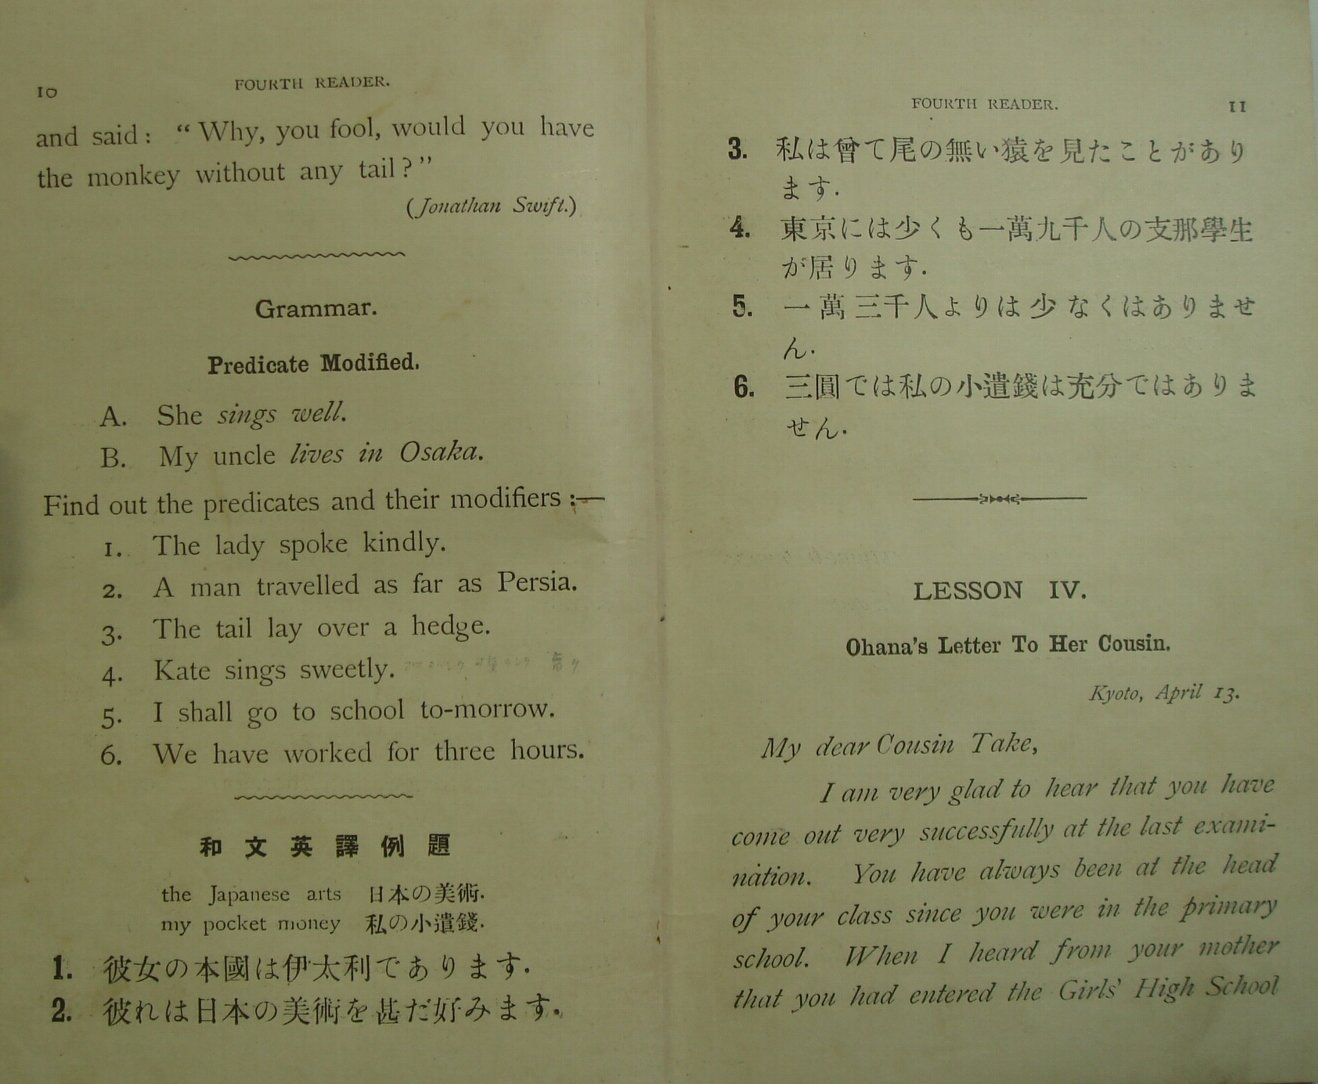 10
FOURTH READER.
and said: “Why, you fool, would you have
the monkey without any tail?”
(Jonathan Swift.)
Grammar.
Predicate Modified.
A. She sings well.
B. My uncle lives in Osaka.
Find out the predicates and their modifiers:—
1. The lady spoke kindly.
2. A man travelled as far as Persia.
3. The tail lay over a hedge.
4. Kate sings sweetly.
5. I shall go to school to-morrow.
6. We have worked for three hours.
和文英譯例題
the Japanese arts 日本の美術.
my pocket money 私の小遣錢.
1. 彼女の本國は伊太利であります.
2. 彼れは日本の美術を甚だ好みます.
FOURTH READER.
11
3. 私は曾て尾の無い猿を見たことがあり
ます.
4. 東京には少くも一萬九千人の支那學生
が居ります.
5. 一萬三千人よりは少なくはありませ
ん.
6. 三圓では私の小遣錢は充分ではありま
せん.
LESSON IV.
Ohana's Letter To Her Cousin.
Kyoto, April 13.
My dear Cousin Take,
I am very glad to hear that you have
come out very successfully at the last exami-
nation. You have always been at the head
of your class since you were in the primary
school. When I heard from your mother
that you had entered the Girls' High School